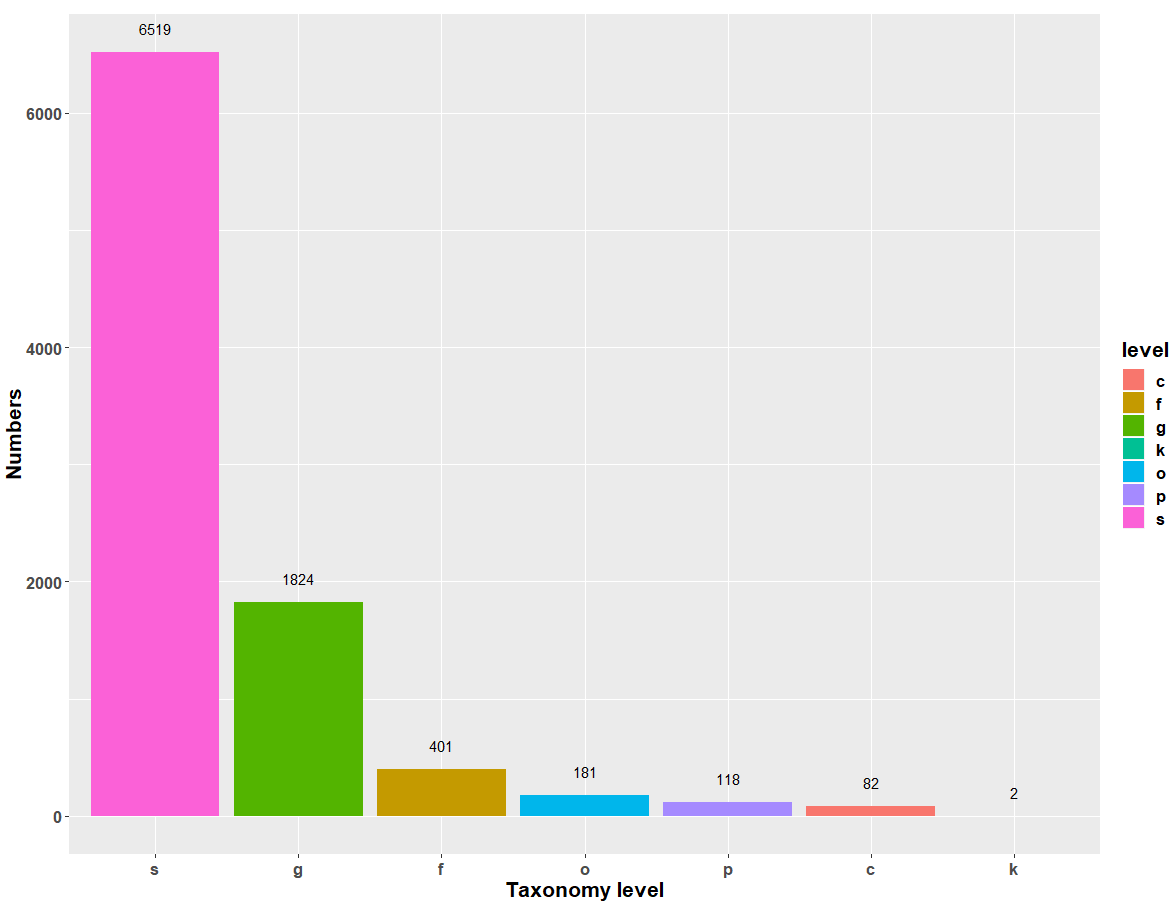 6519
6000
4000
2000
0
1824
401
181
118
82
2
s g f o p c k
Taxonomy level
Numbers
level
c
f
g
k
o
p
s